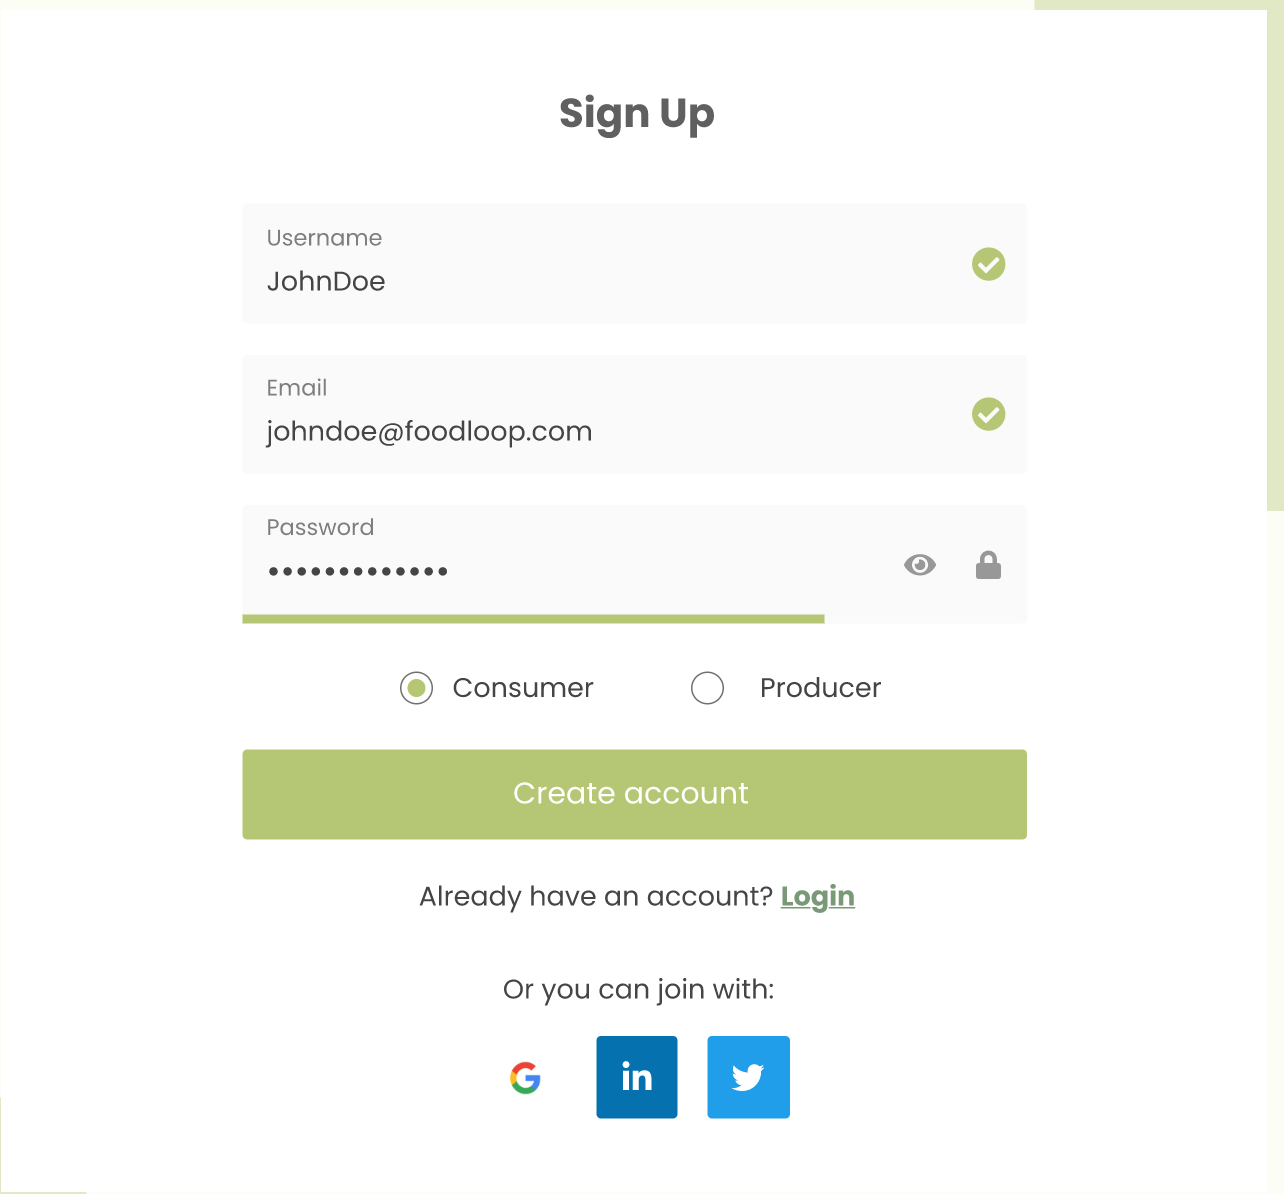 Sign Up
Username
JohnDoe
Email
johndoe@foodloop.com
Password
•••••••••••••
Consumer
Producer
Create account
Already have an account? Login
Or you can join with:
G
in